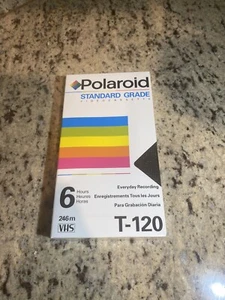 Polaroid
STANDARD GRADE
6 Hours
Heures
Horas
Everyday Recording
Enregistrements Tous les Jours
Para Grabación Diaria
246m
VHS
T-120